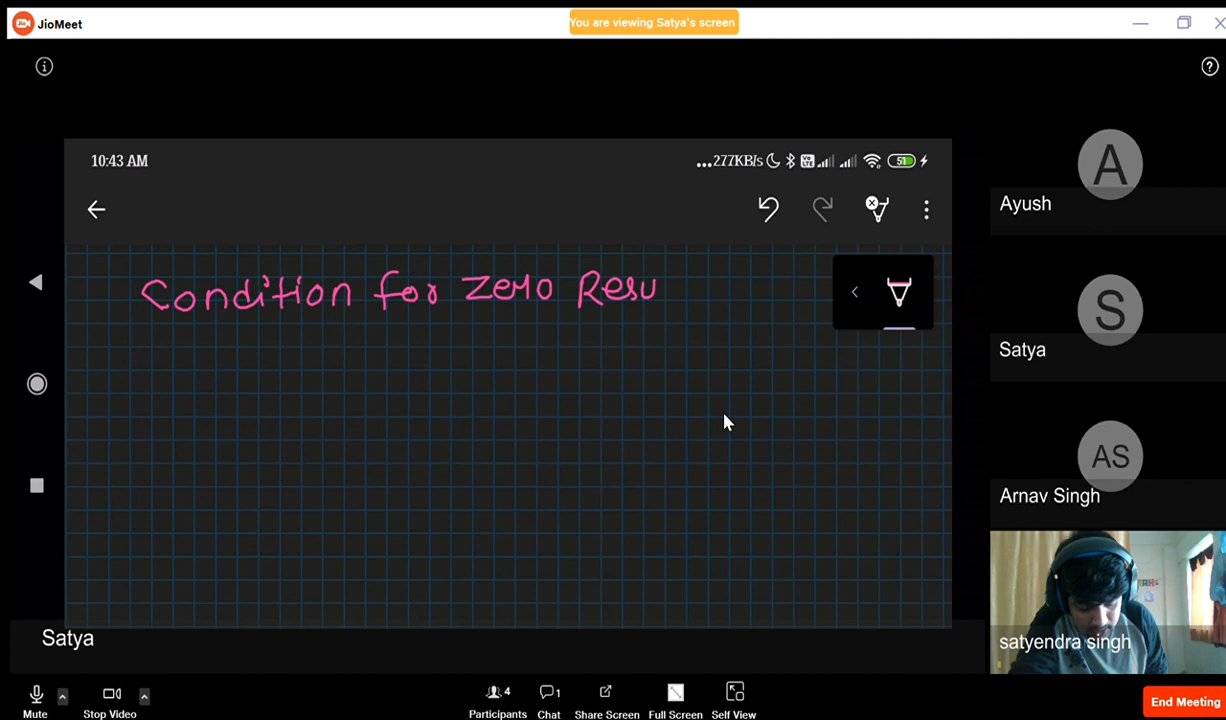 JioMeet
You are viewing Satya's screen
10:43 AM
...277KB/s
51
Condition for Zero Resu
A
Ayush
S
Satya
AS
Arnav Singh
satyendra singh
Satya
Mute
Stop Video
4
Participants
1
Chat
Share Screen
Full Screen
Self View
End Meeting